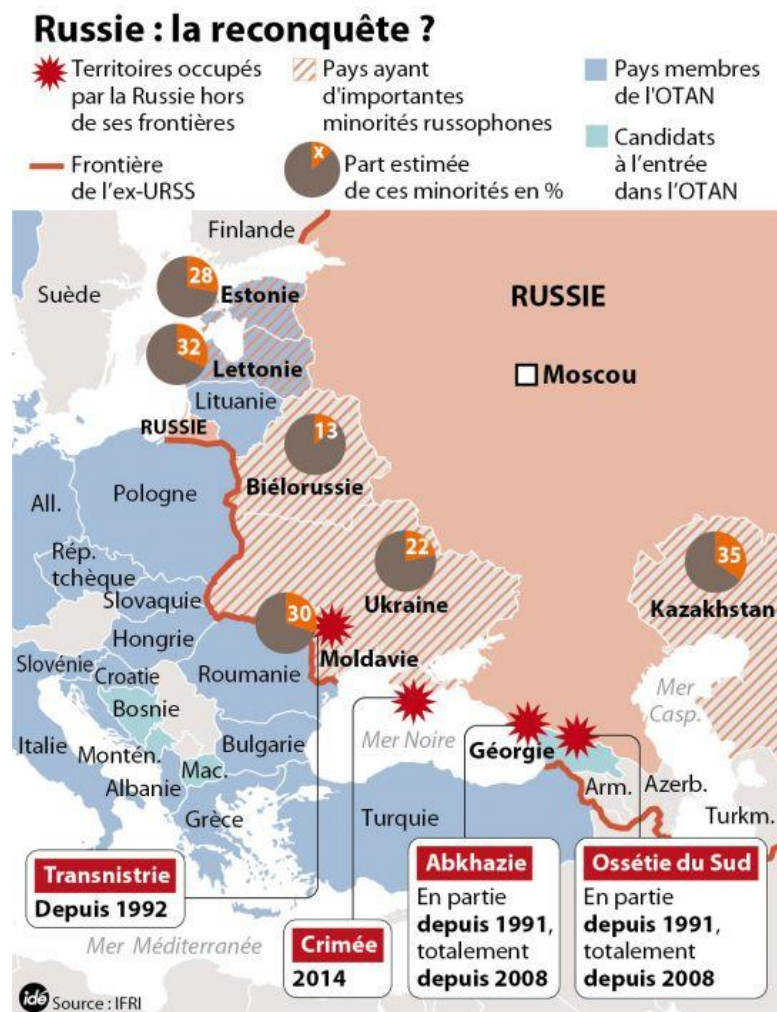 Russie : la reconquête ?
Territoires occupés
par la Russie hors
de ses frontières
Pays ayant
d'importantes
minorités russophones
Pays membres
de l'OTAN
Frontière
de l'ex-URSS
X
Part estimée
de ces minorités en %
Candidats
à l'entrée
dans l'OTAN
Finlande
Suède
28
Estonie
RUSSIE
32
Lettonie
Moscou
Lituanie
RUSSIE
13
Biélorussie
All.
Pologne
Rép.
tchèque
22
Ukraine
35
Kazakhstan
Slovaquie
30
Moldavie
Hongrie
Slovénie
Croatie
Roumanie
Bosnie
Mer
Casp.
Italie
Montén.
Bulgarie
Mer Noire
Géorgie
Mac.
Albanie
Arm.
Azerb.
Grèce
Turquie
Turkm.
Transnistrie
Depuis 1992
Mer Méditerranée
Crimée
2014
Abkhazie
En partie
depuis 1991,
totalement
depuis 2008
Ossétie du Sud
En partie
depuis 1991,
totalement
depuis 2008
idé Source : IFRI